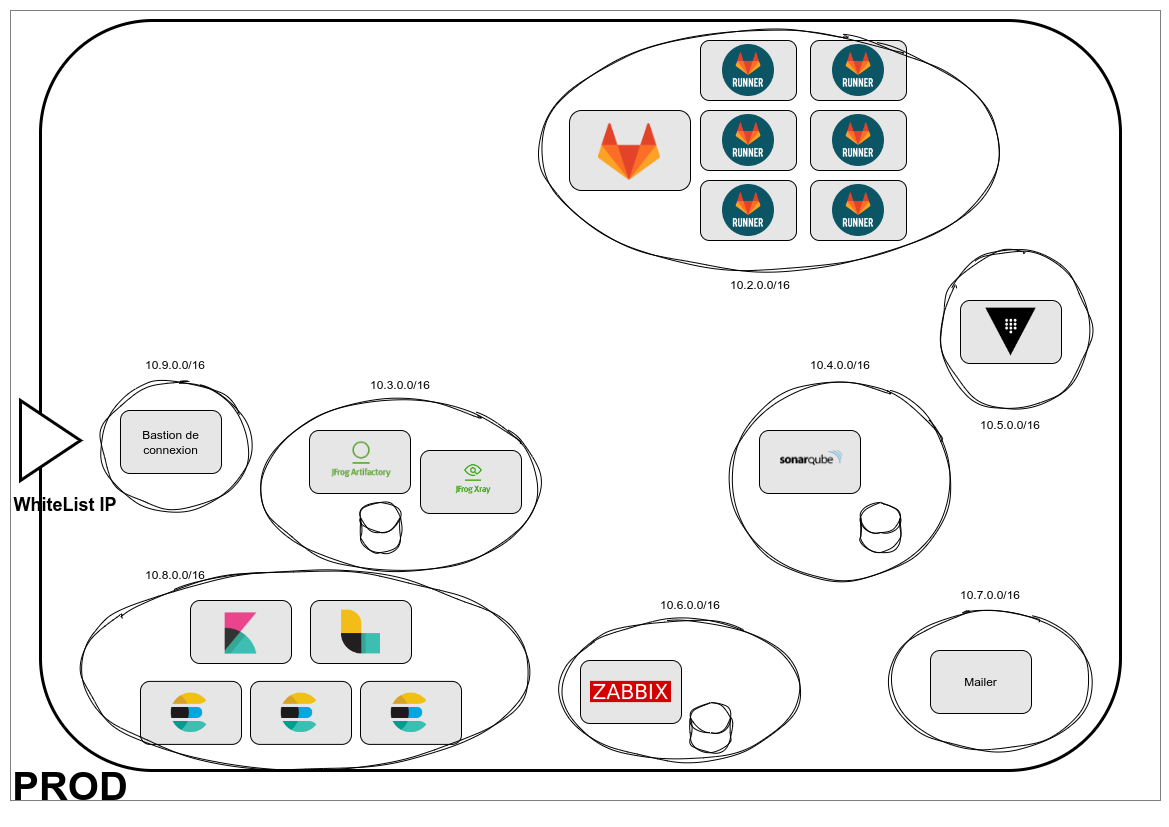 RUNNER
RUNNER
RUNNER
RUNNER
RUNNER
RUNNER
10.2.0.0/16
10.9.0.0/16
10.3.0.0/16
10.4.0.0/16
10.5.0.0/16
Bastion de
connexion
JFrog Artifactory
JFrog Xray
sonarqube
WhiteList IP
10.8.0.0/16
10.6.0.0/16
10.7.0.0/16
ZABBIX
Mailer
PROD